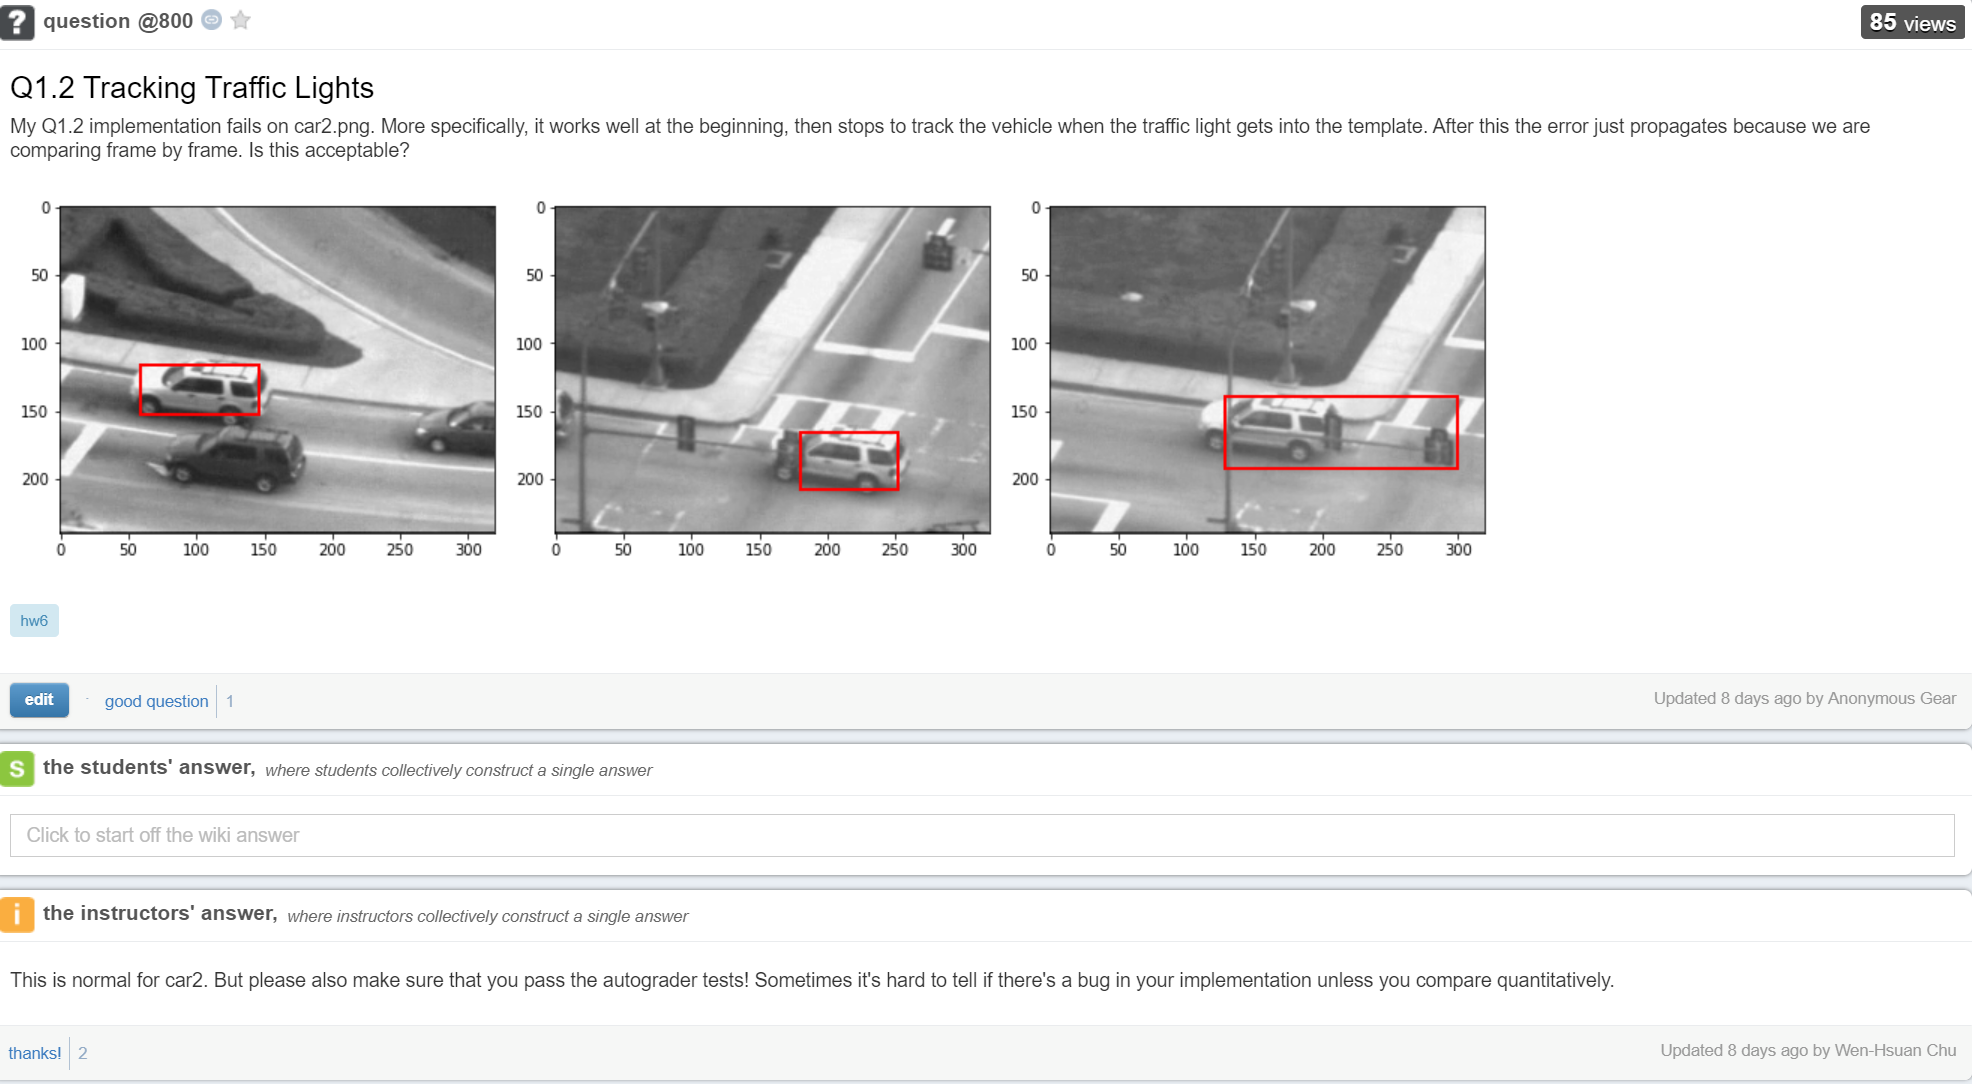 ? question @800
85 views
Q1.2 Tracking Traffic Lights
My Q1.2 implementation fails on car2.png. More specifically, it works well at the beginning, then stops to track the vehicle when the traffic light gets into the template. After this the error just propagates because we are
comparing frame by frame. Is this acceptable?
0
50
100
150
200
0 50 100 150 200 250 300
0
50
100
150
200
0 50 100 150 200 250 300
0
50
100
150
200
0 50 100 150 200 250 300
hw6
edit · good question 1
Updated 8 days ago by Anonymous Gear
S the students' answer, where students collectively construct a single answer
Click to start off the wiki answer
i the instructors' answer, where instructors collectively construct a single answer
This is normal for car2. But please also make sure that you pass the autograder tests! Sometimes it's hard to tell if there's a bug in your implementation unless you compare quantitatively.
thanks! 2
Updated 8 days ago by Wen-Hsuan Chu